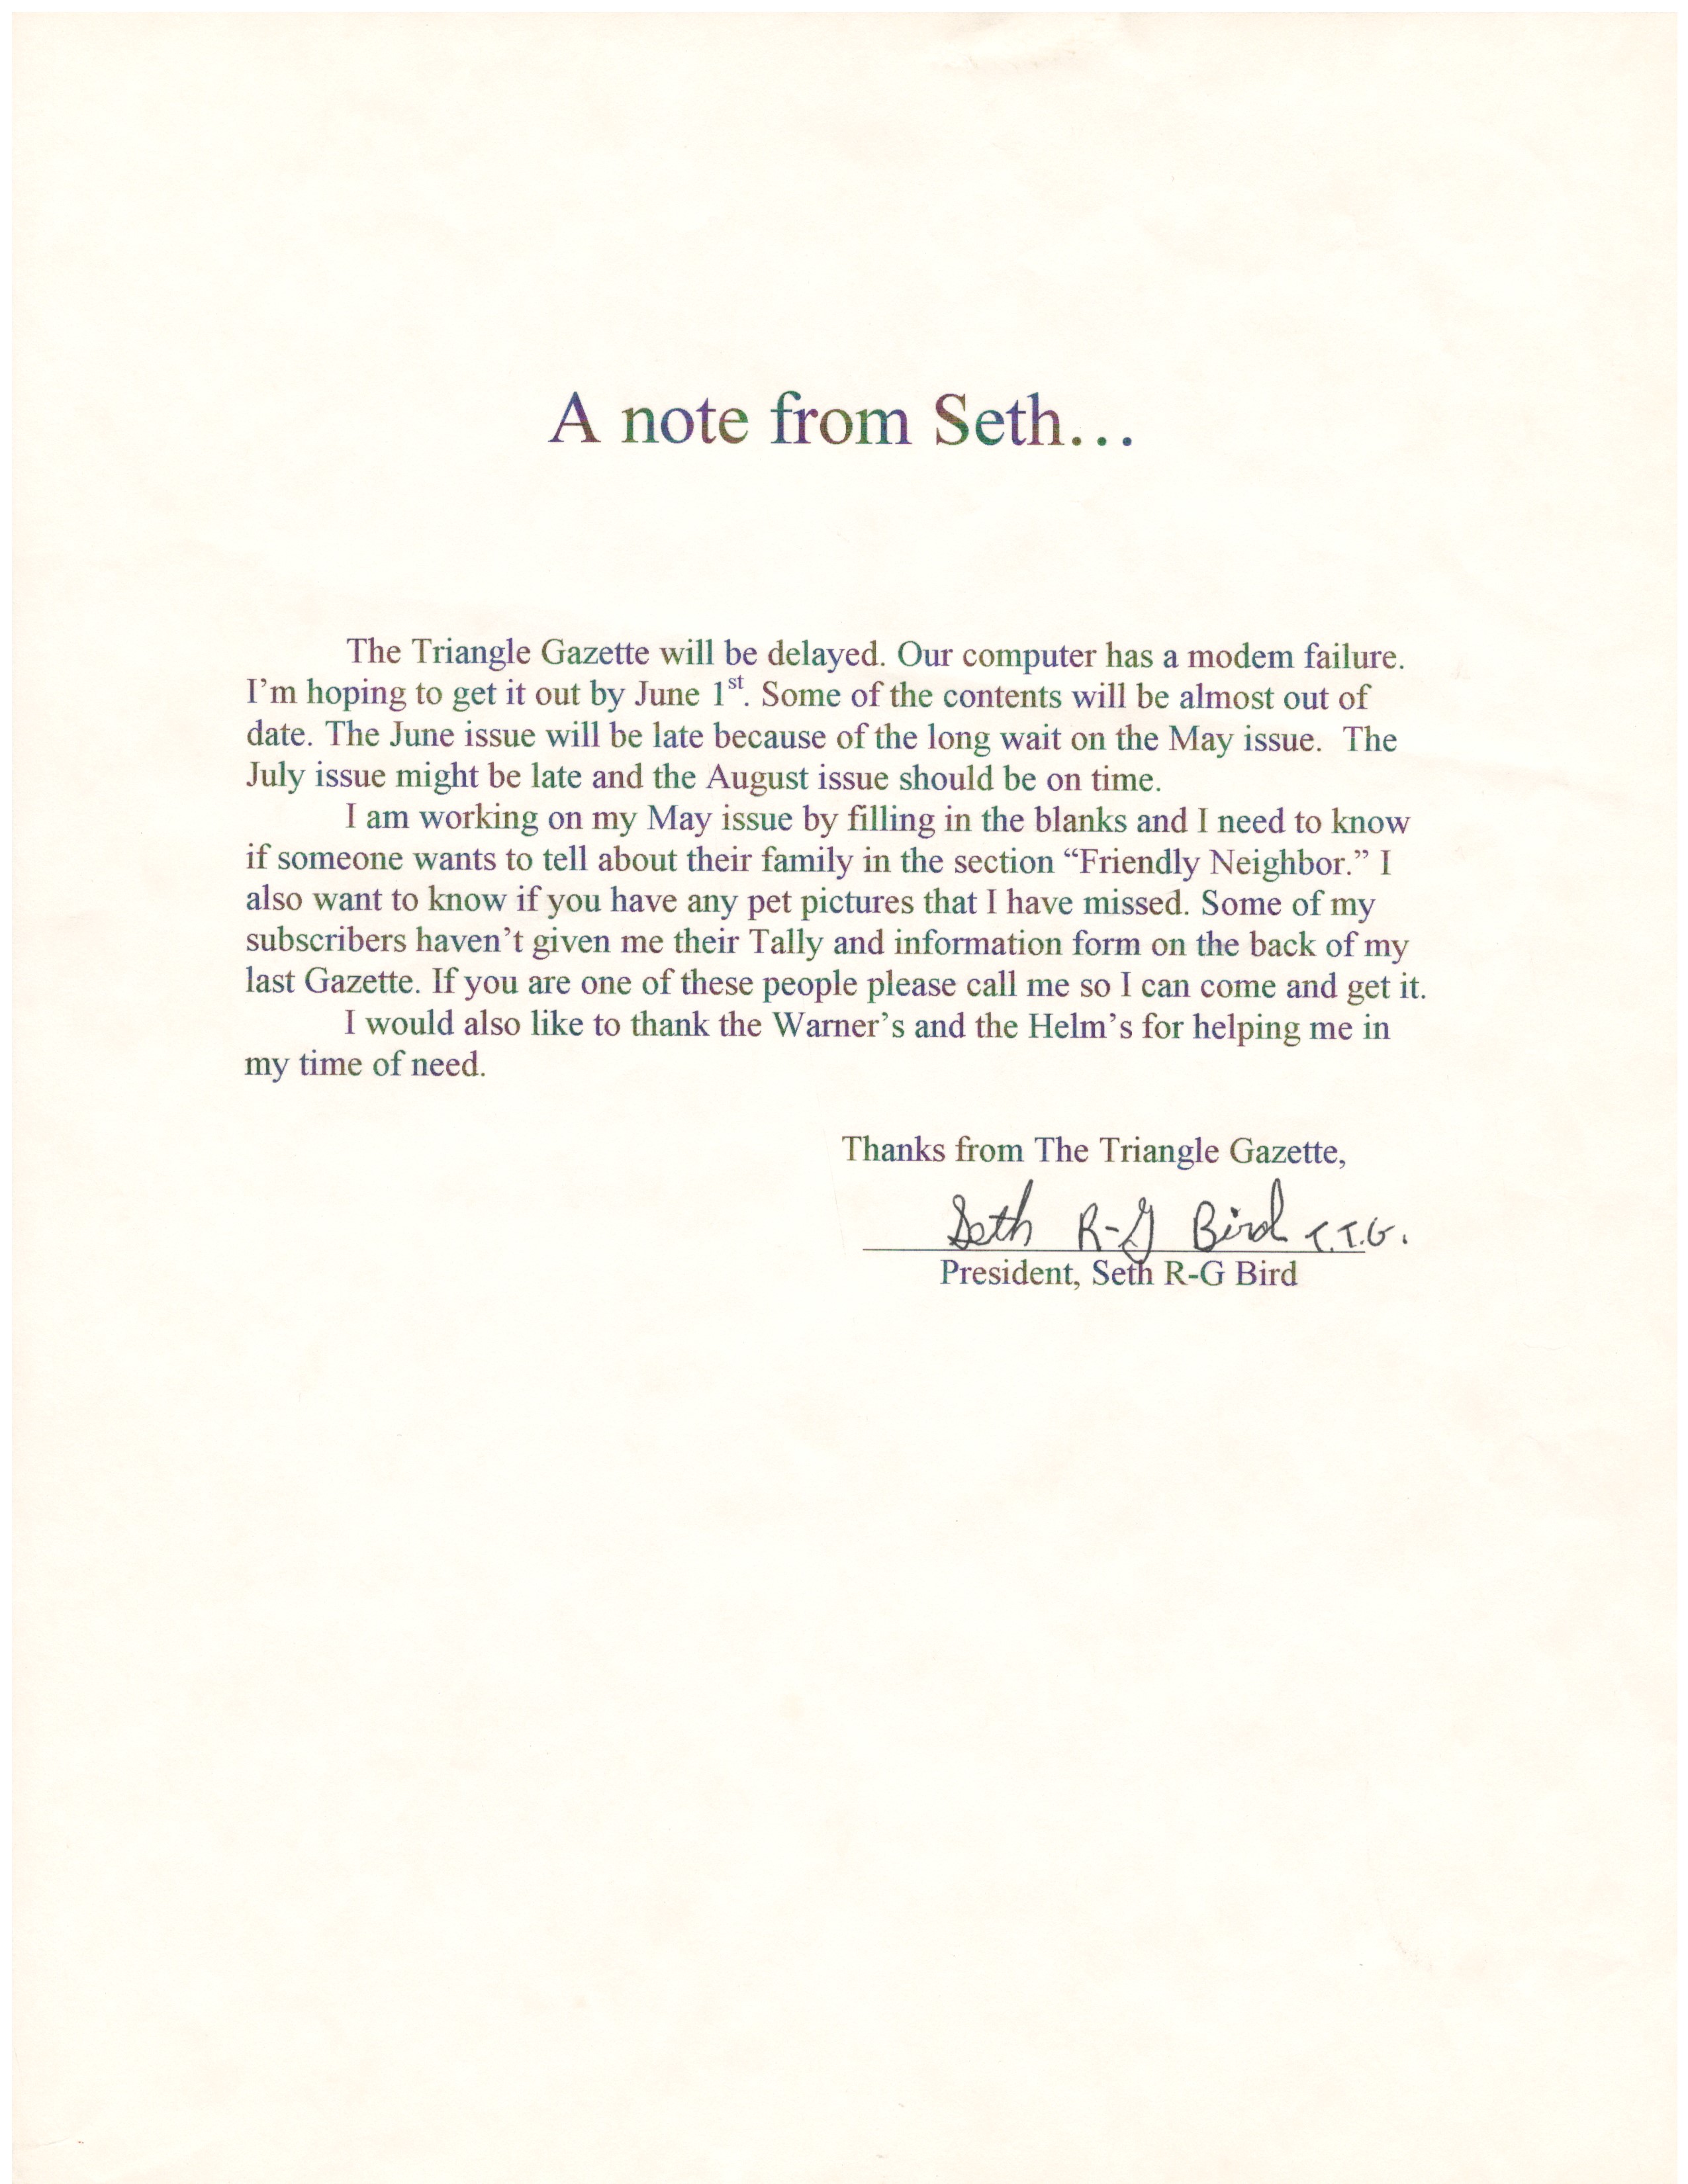 A note from Seth…
The Triangle Gazette will be delayed. Our computer has a modem failure.
I’m hoping to get it out by June 1st. Some of the contents will be almost out of
date. The June issue will be late because of the long wait on the May issue.  The
July issue might be late and the August issue should be on time.
I am working on my May issue by filling in the blanks and I need to know
if someone wants to tell about their family in the section “Friendly Neighbor.” I
also want to know if you have any pet pictures that I have missed. Some of my
subscribers haven’t given me their Tally and information form on the back of my
last Gazette. If you are one of these people please call me so I can come and get it.
I would also like to thank the Warner’s and the Helm’s for helping me in
my time of need.
Thanks from The Triangle Gazette,
Seth R-G Bird T.T.G.
President, Seth R-G Bird